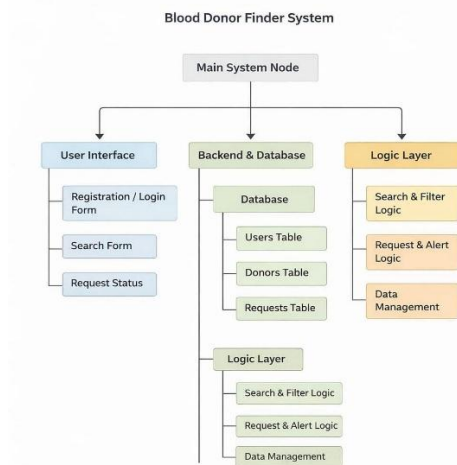 Blood Donor Finder System
Main System Node
User Interface
Registration / Login
Form
Search Form
Request Status
Backend & Database
Database
Users Table
Donors Table
Requests Table
Logic Layer
Search & Filter Logic
Request & Alert Logic
Data Management
Logic Layer
Search & Filter
Logic
Request & Alert
Logic
Data
Management